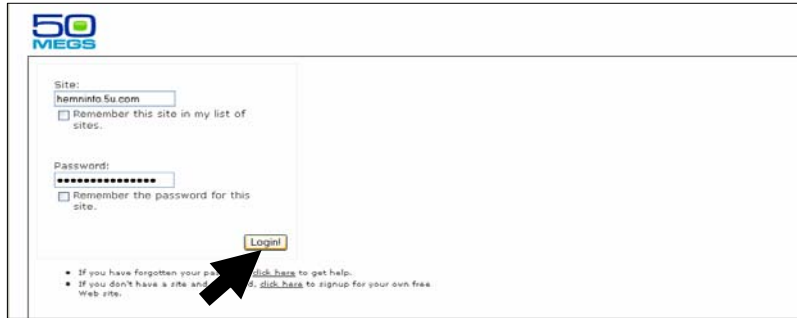 50
MEGS
Site:
hemninfo.5u.com
Remember this site in my list of
sites.
Password:
•••••••••••••••
Remember the password for this
site.
Login!
If you have forgotten your click here to get help.
If you don't have a site and click here to signup for your own free
Web site.